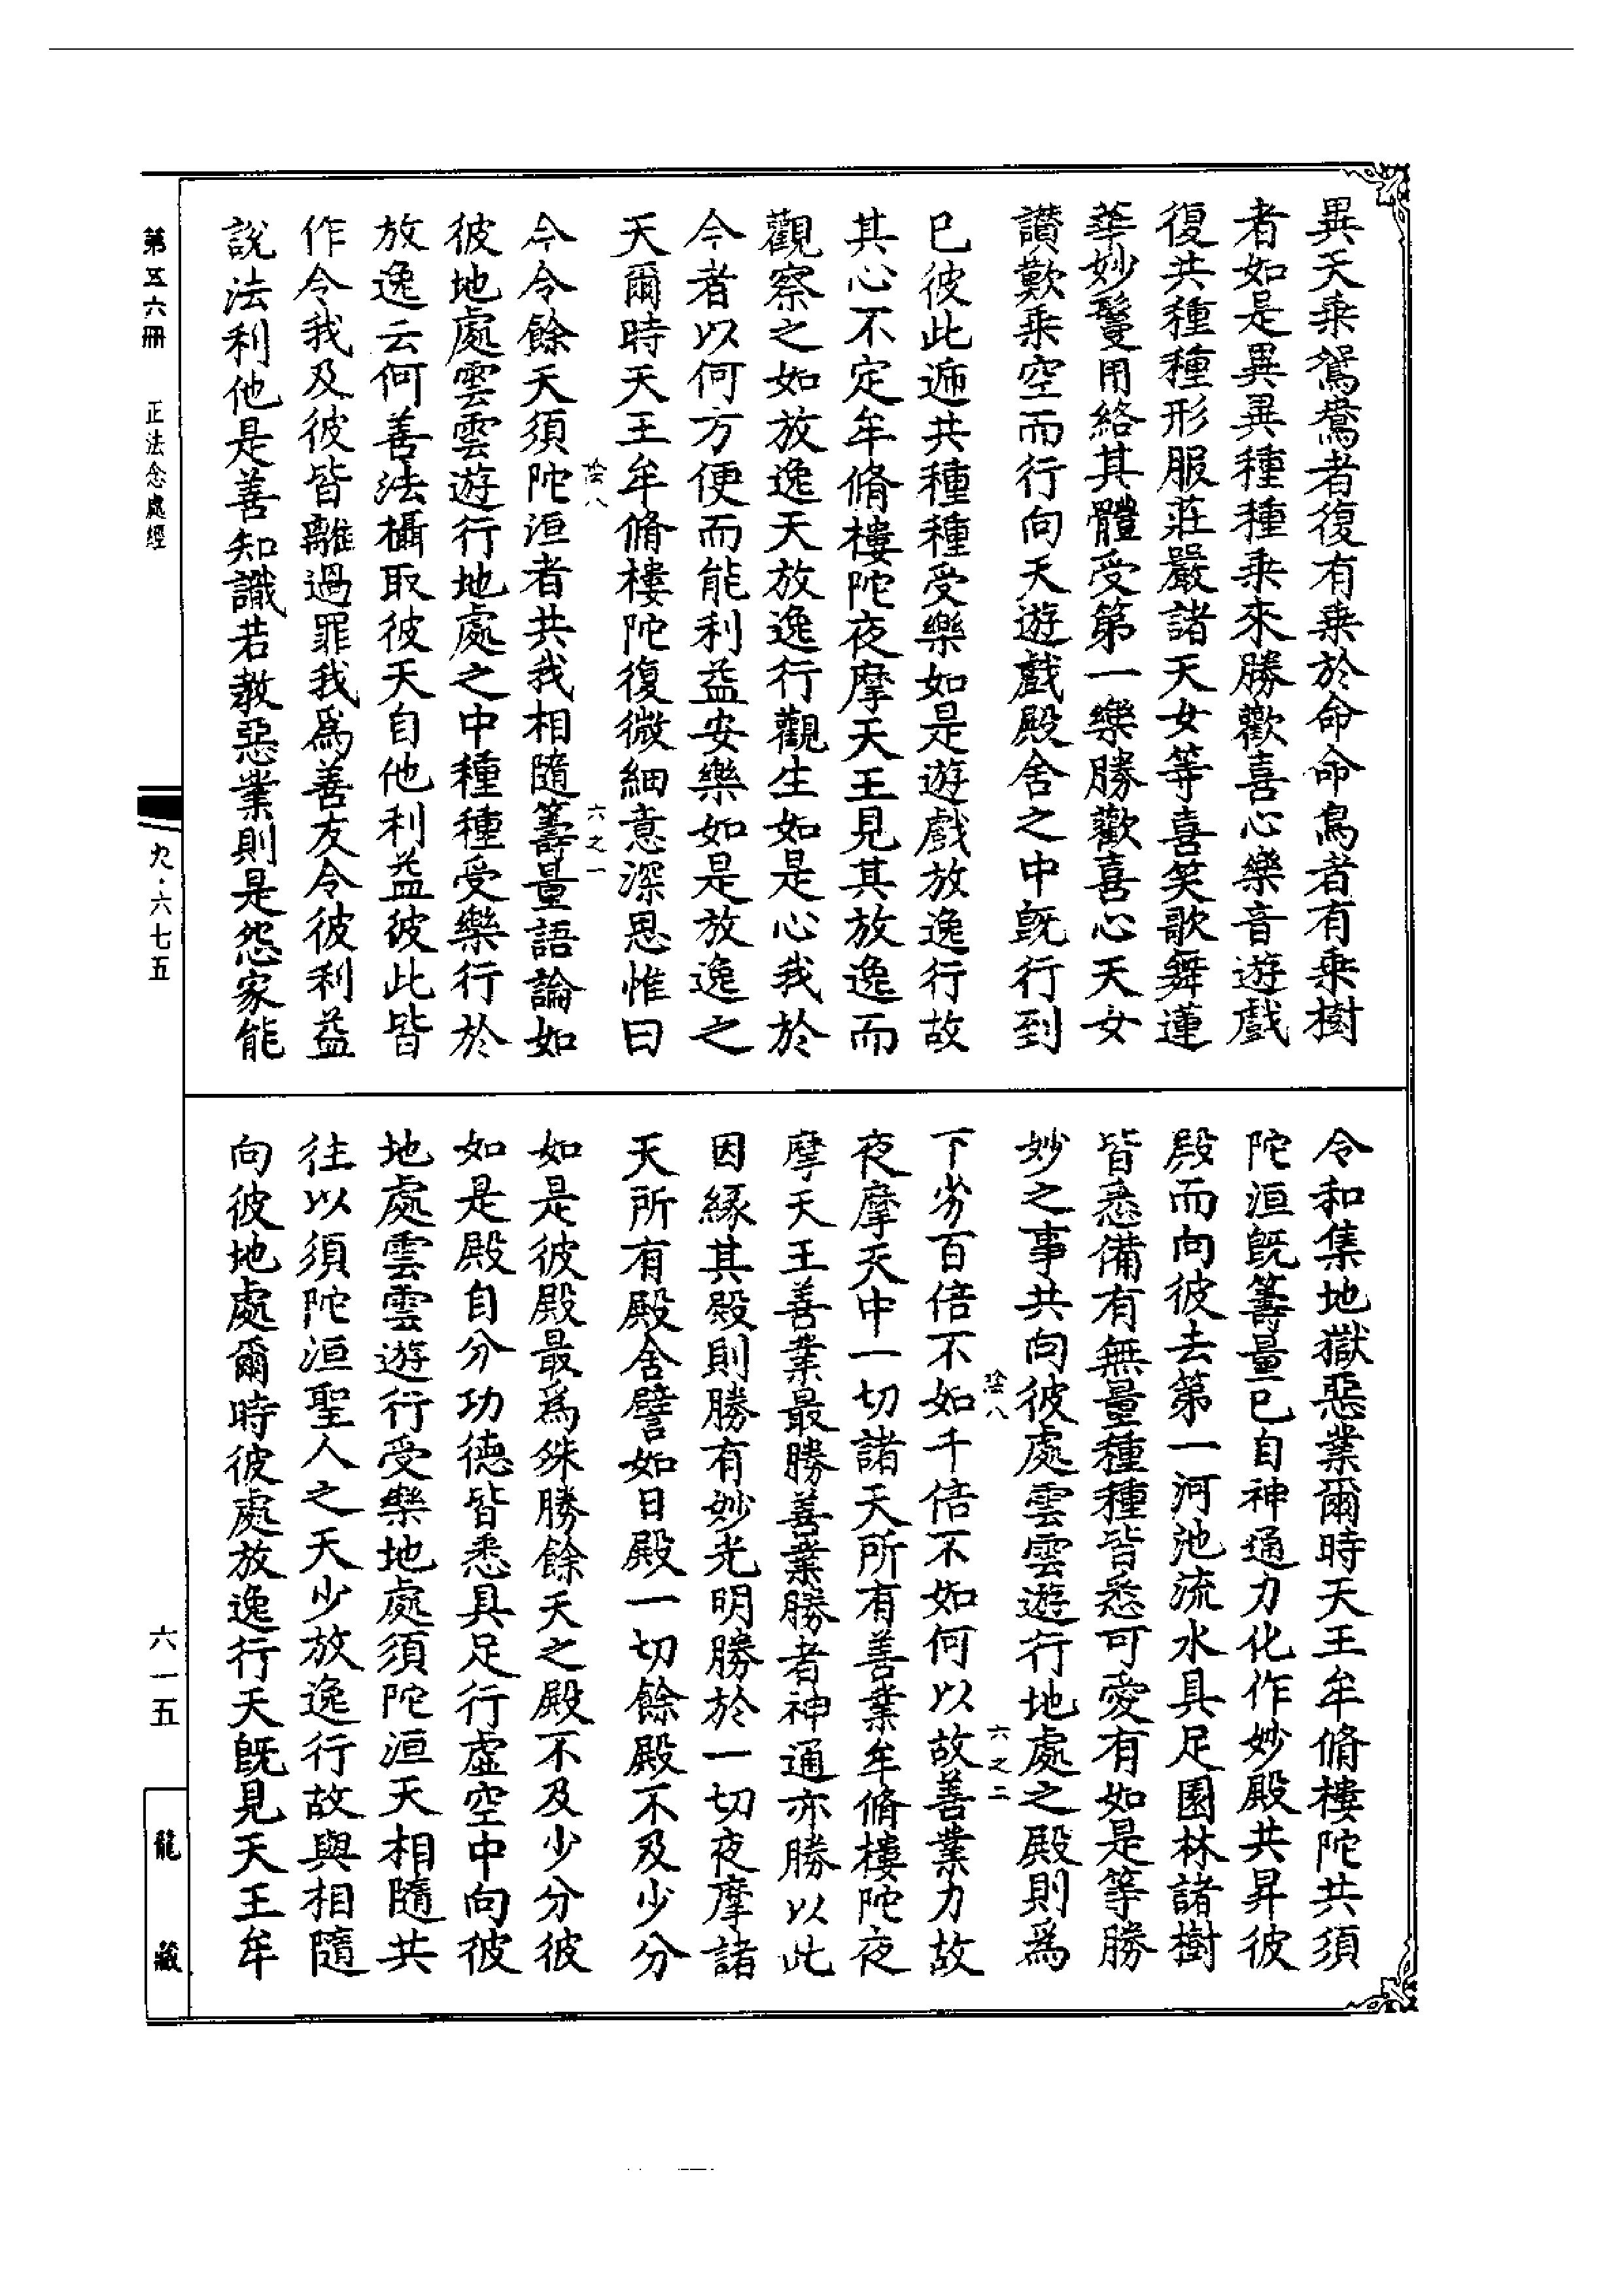 異天乘鴛鴦者復有乘於命命鳥者有乘樹
者如是異異種種乘來勝歡喜心樂音遊戲
復共種種形服莊嚴諸天女等喜笑歌舞蓮
華妙鬘用絡其體受第一樂勝歡喜心天女
讃歎乘空而行向天遊戲殿舍之中旣行到
已彼此遍共種種受樂如是遊戲放逸行故
其心不定牟脩樓陀夜摩天王見其放逸而
觀察之如放逸天放逸行觀生如是心我於
今者以何方便而能利益安樂如是放逸之
天爾時天王牟脩樓陀復微細意深思惟曰
陰八
六之一
今令餘天須陀洹者共我相隨籌量語論如
彼地處雲雲遊行地處之中種種受樂行於
放逸云何善法攝取彼天自他利益彼此皆
作令我及彼皆離過罪我爲善友令彼利益
說法利他是善知識若教惡業則是怨家能
令和集地獄惡業爾時天王牟脩樓陀共須
陀洹旣籌量已自神通力化作妙殿共昇彼
殿而向彼去第一河池流水具足園林諸樹
皆悉備有無量種種皆悉可愛有如是等勝
妙之事共向彼處雲雲遊行地處之殿則爲
陰八
六之二
下劣百倍不如千倍不如何以故善業力故
夜摩天中一切諸天所有善業牟脩樓陀夜
摩天王善業最勝善業勝者神通亦勝以此
因緣其殿則勝有妙光明勝於一切夜摩諸
天所有殿舍譬如日殿一切餘殿不及少分
如是彼殿最爲殊勝餘天之殿不及少分彼
如是殿自分功德皆悉具足行虛空中向彼
地處雲雲遊行受樂地處須陀洹天相隨共
往以須陀洹聖人之天少放逸行故與相隨
向彼地處爾時彼處放逸行天旣見天王牟
第五六冊 正法念處經
九·六七五
六一五
龍藏